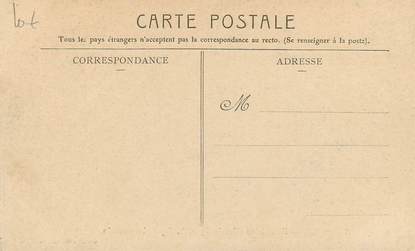 Lot
CARTE POSTALE
Tous les pays étrangers n'acceptent pas la correspondance au recto. (Se renseigner à la poste).
CORRESPONDANCE
ADRESSE
M